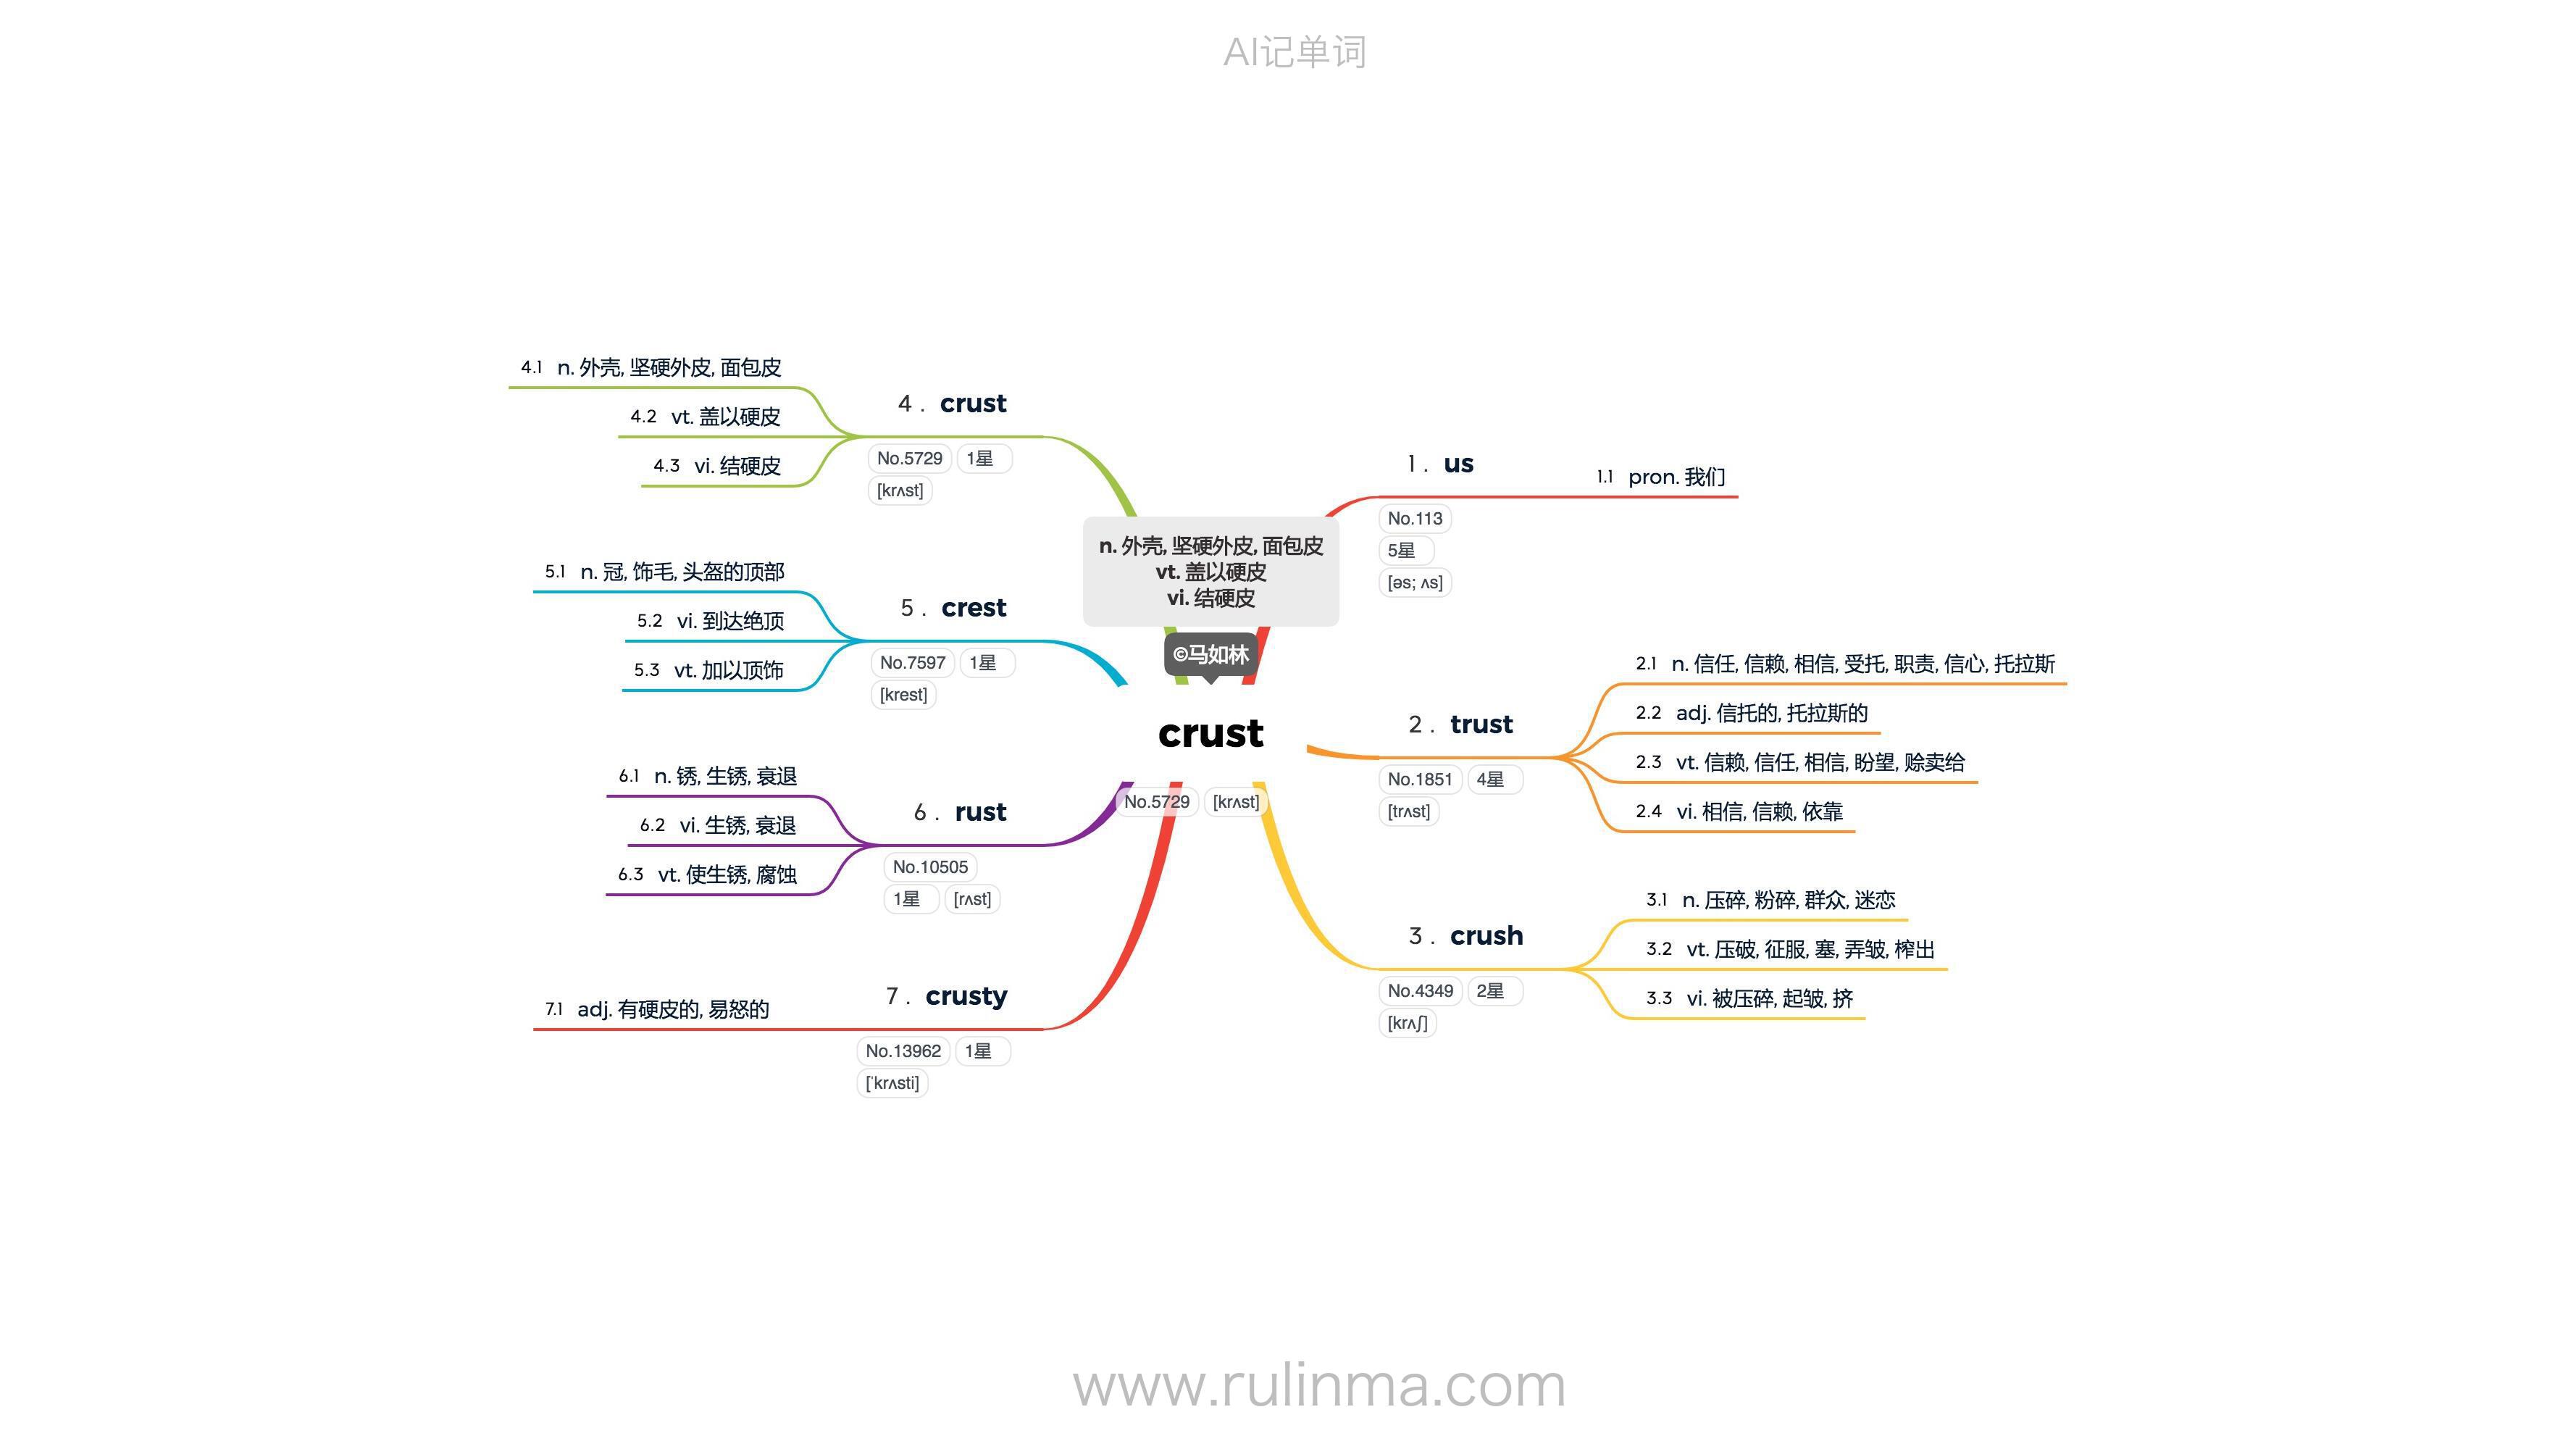 AI记单词
n. 外壳, 坚硬外皮, 面包皮
vt. 盖以硬皮
vi. 结硬皮
©马如林
crust
No.5729 [krʌst]
1. us
No.113
5星
[əs; ʌs]
1.1 pron. 我们
2. trust
No.1851 4星
[trʌst]
2.1 n. 信任, 信赖, 相信, 受托, 职责, 信心, 托拉斯
2.2 adj. 信托的, 托拉斯的
2.3 vt. 信赖, 信任, 相信, 盼望, 赊卖给
2.4 vi. 相信, 信赖, 依靠
3. crush
No.4349 2星
[krʌʃ]
3.1 n. 压碎, 粉碎, 群众, 迷恋
3.2 vt. 压破, 征服, 塞, 弄皱, 榨出
3.3 vi. 被压碎, 起皱, 挤
4. crust
No.5729 1星
[krʌst]
4.1 n. 外壳, 坚硬外皮, 面包皮
4.2 vt. 盖以硬皮
4.3 vi. 结硬皮
5. crest
No.7597 1星
[krest]
5.1 n. 冠, 饰毛, 头盔的顶部
5.2 vi. 到达绝顶
5.3 vt. 加以顶饰
6. rust
No.10505
1星 [rʌst]
6.1 n. 锈, 生锈, 衰退
6.2 vi. 生锈, 衰退
6.3 vt. 使生锈, 腐蚀
7. crusty
No.13962 1星
['krʌsti]
7.1 adj. 有硬皮的, 易怒的
www.rulinma.com